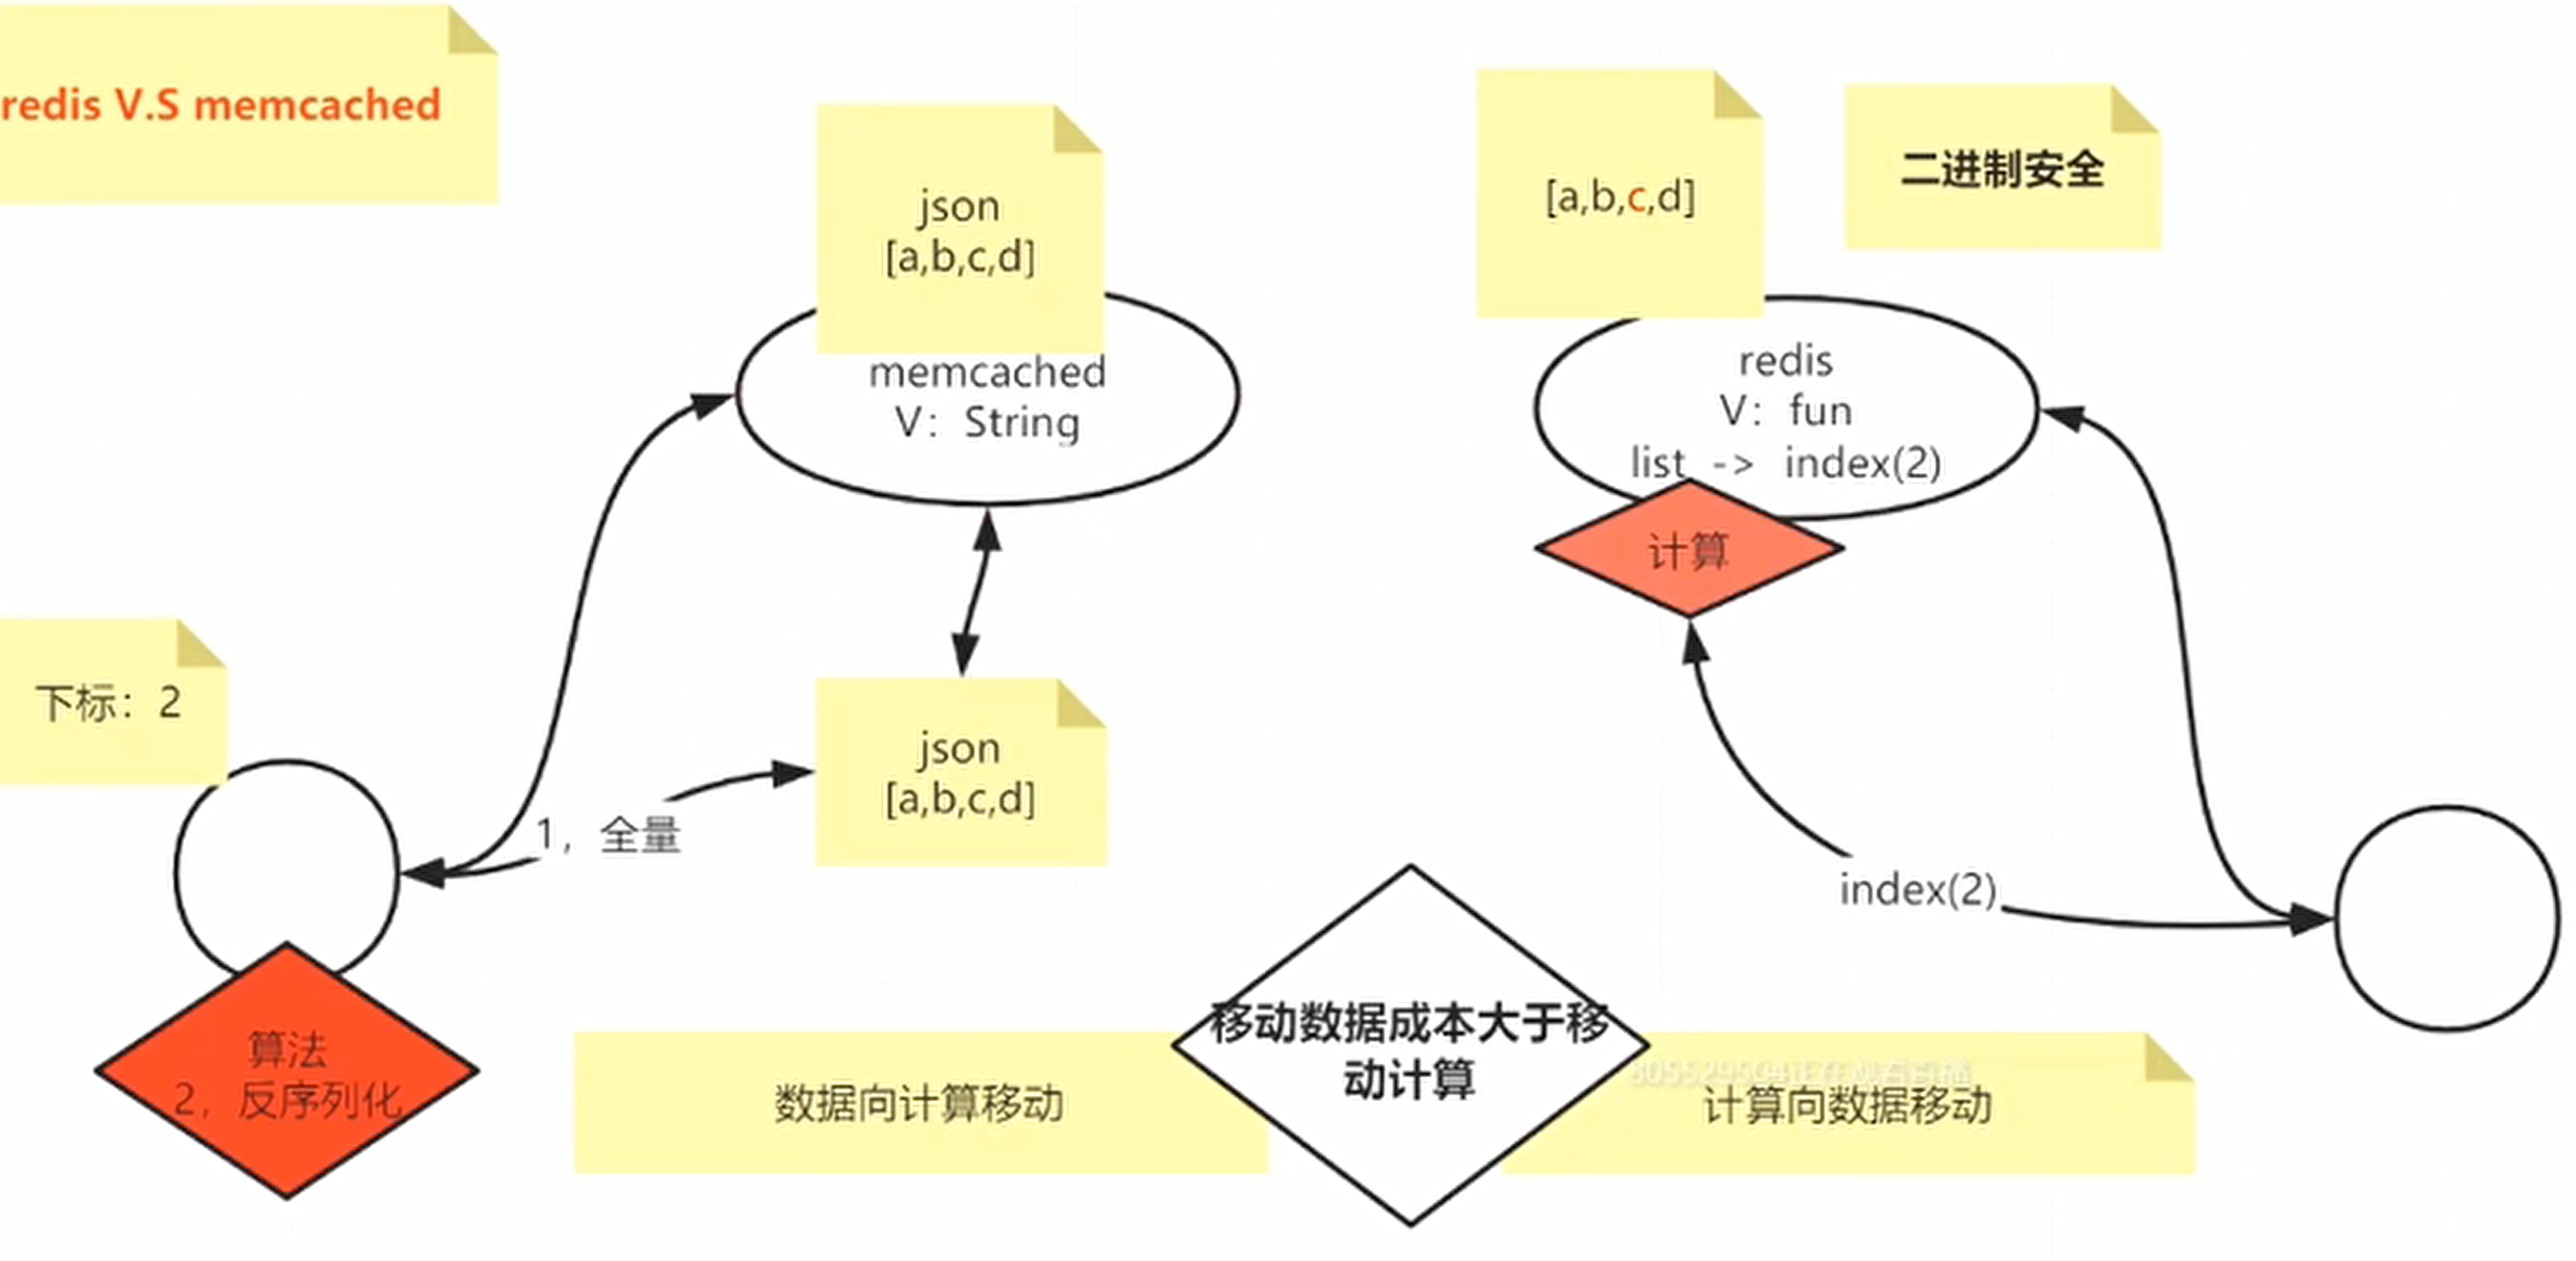 redis V.S memcached
json
[a,b,c,d]
memcached
V: String
[a,b,c,d]
二进制安全
redis
V: fun
list -> index(2)
计算
下标: 2
1, 全量
json
[a,b,c,d]
index(2)
算法
2, 反序列化
数据向计算移动
移动数据成本大于移
动计算
计算向数据移动